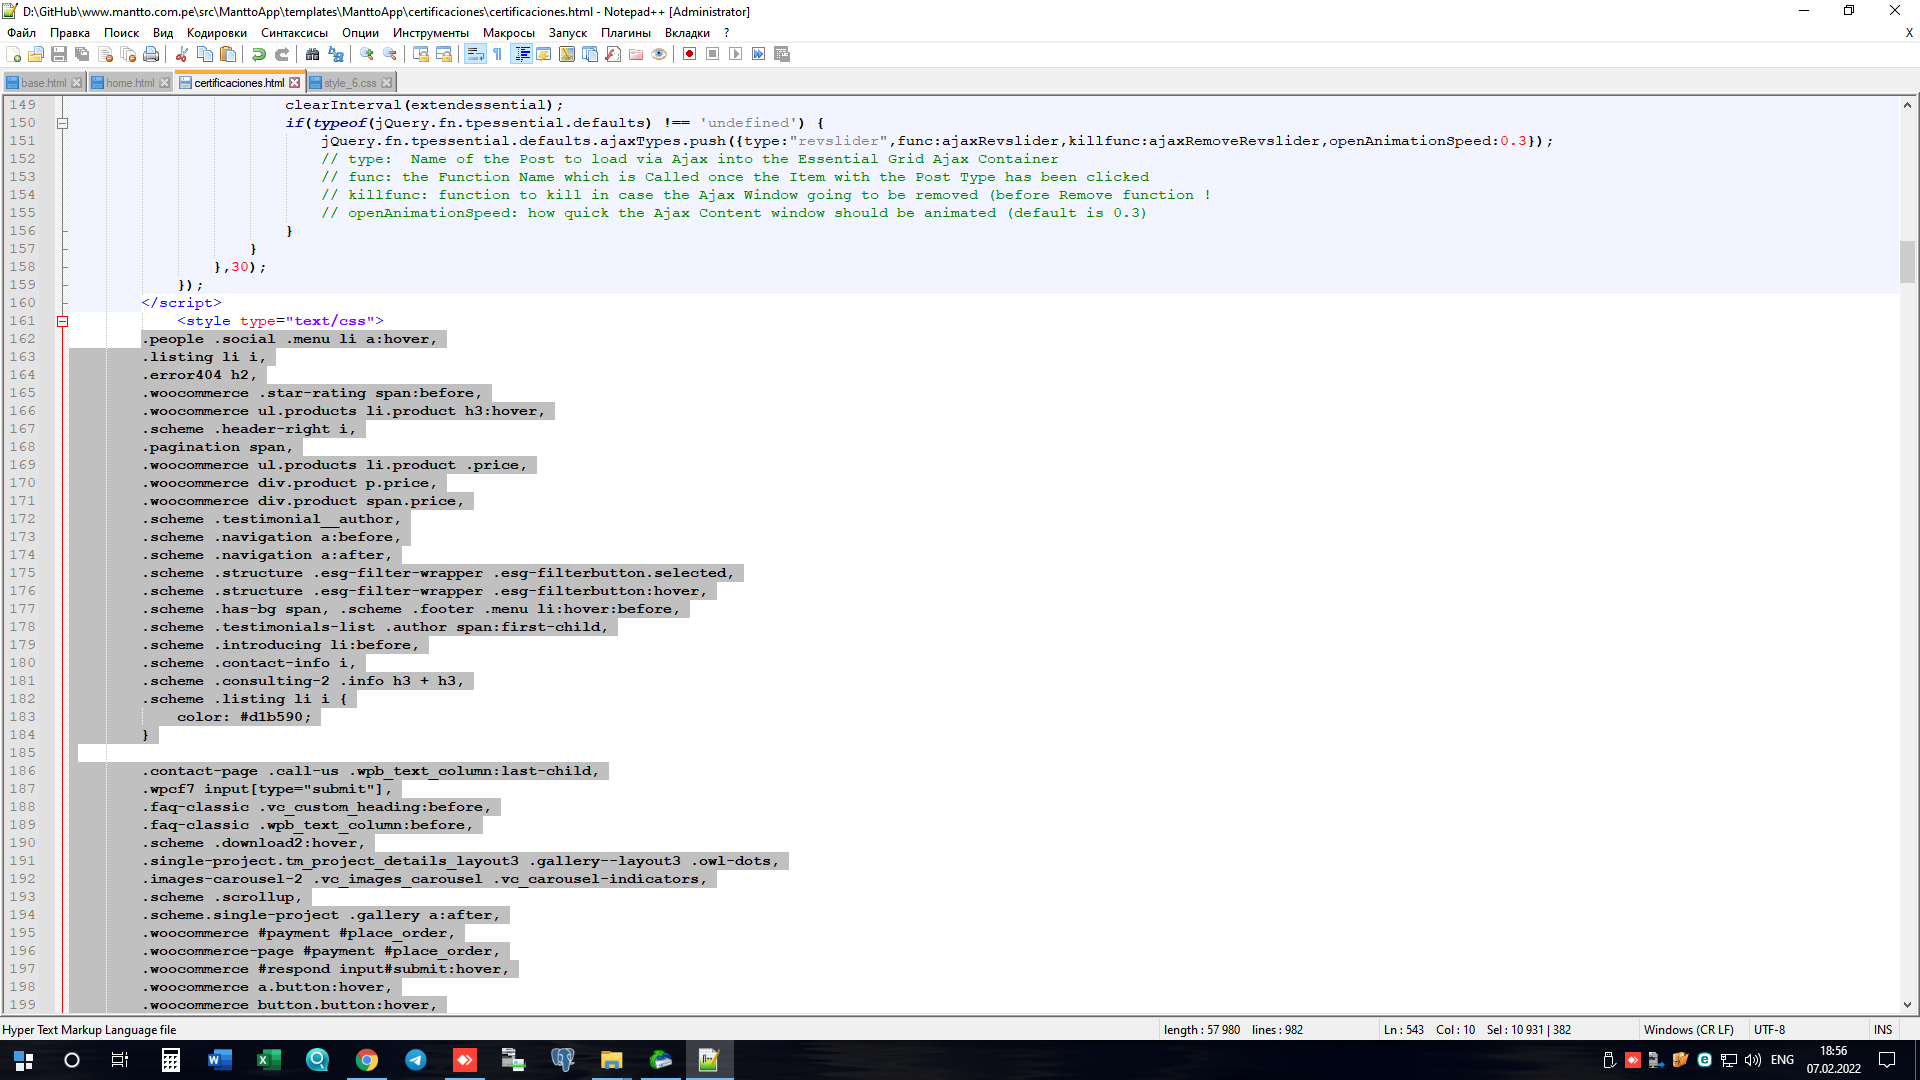 D:\GitHub\www.mantto.com.pe\src\ManttoApp\templates\ManttoApp\certificaciones\certificaciones.html - Notepad++ [Administrator]
Файл Правка Поиск Вид Кодировки Синтаксисы Опции Инструменты Макросы Запуск Плагины Вкладки ? X
base.html home.html certificaciones.html style_6.css
149 clearInterval(extendessential);
150 if(typeof(jQuery.fn.tpessential.defaults) !== 'undefined') {
151 jQuery.fn.tpessential.defaults.ajaxTypes.push({type:"revslider",func:ajaxRevslider,killfunc:ajaxRemoveRevslider,openAnimationSpeed:0.3});
152 // type:  Name of the Post to load via Ajax into the Essential Grid Ajax Container
153 // func: the Function Name which is Called once the Item with the Post Type has been clicked
154 // killfunc: function to kill in case the Ajax Window going to be removed (before Remove function !
155 // openAnimationSpeed: how quick the Ajax Content window should be animated (default is 0.3)
156 }
157 }
158 },30);
159 });
160 </script>
161 <style type="text/css">
162 .people .social .menu li a:hover,
163 .listing li i,
164 .error404 h2,
165 .woocommerce .star-rating span:before,
166 .woocommerce ul.products li.product h3:hover,
167 .scheme .header-right i,
168 .pagination span,
169 .woocommerce ul.products li.product .price,
170 .woocommerce div.product p.price,
171 .woocommerce div.product span.price,
172 .scheme .testimonial__author,
173 .scheme .navigation a:before,
174 .scheme .navigation a:after,
175 .scheme .structure .esg-filter-wrapper .esg-filterbutton.selected,
176 .scheme .structure .esg-filter-wrapper .esg-filterbutton:hover,
177 .scheme .has-bg span, .scheme .footer .menu li:hover:before,
178 .scheme .testimonials-list .author span:first-child,
179 .scheme .introducing li:before,
180 .scheme .contact-info i,
181 .scheme .consulting-2 .info h3 + h3,
182 .scheme .listing li i {
183 color: #d1b590;
184 }
185
186 .contact-page .call-us .wpb_text_column:last-child,
187 .wpcf7 input[type="submit"],
188 .faq-classic .vc_custom_heading:before,
189 .faq-classic .wpb_text_column:before,
190 .scheme .download2:hover,
191 .single-project.tm_project_details_layout3 .gallery--layout3 .owl-dots,
192 .images-carousel-2 .vc_images_carousel .vc_carousel-indicators,
193 .scheme .scrollup,
194 .scheme.single-project .gallery a:after,
195 .woocommerce #payment #place_order,
196 .woocommerce-page #payment #place_order,
197 .woocommerce #respond input#submit:hover,
198 .woocommerce a.button:hover,
199 .woocommerce button.button:hover,
Hyper Text Markup Language file length : 57 980 lines : 982 Ln : 543 Col : 10 Sel : 10 931 | 382 Windows (CR LF) UTF-8 INS
ENG 18:56
07.02.2022